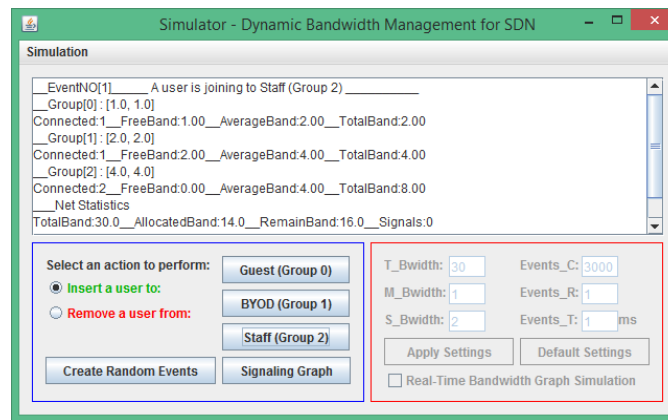 Simulator - Dynamic Bandwidth Management for SDN
Simulation
__EventNO[1]_____ A user is joining to Staff (Group 2) __________
__Group[0] : [1.0, 1.0]
Connected:1__FreeBand:1.00__AverageBand:2.00__TotalBand:2.00
__Group[1] : [2.0, 2.0]
Connected:1__FreeBand:2.00__AverageBand:4.00__TotalBand:4.00
__Group[2] : [4.0, 4.0]
Connected:2__FreeBand:0.00__AverageBand:4.00__TotalBand:8.00
___Net Statistics
TotalBand:30.0__AllocatedBand:14.0__RemainBand:16.0__Signals:0
Select an action to perform:
Insert a user to:
Remove a user from:
Guest (Group 0)
BYOD (Group 1)
Staff (Group 2)
Create Random Events
Signaling Graph
T_Bwidth: 30 Events_C: 3000
M_Bwidth: 1 Events_R: 1
S_Bwidth: 2 Events_T: 1 ms
Apply Settings Default Settings
Real-Time Bandwidth Graph Simulation